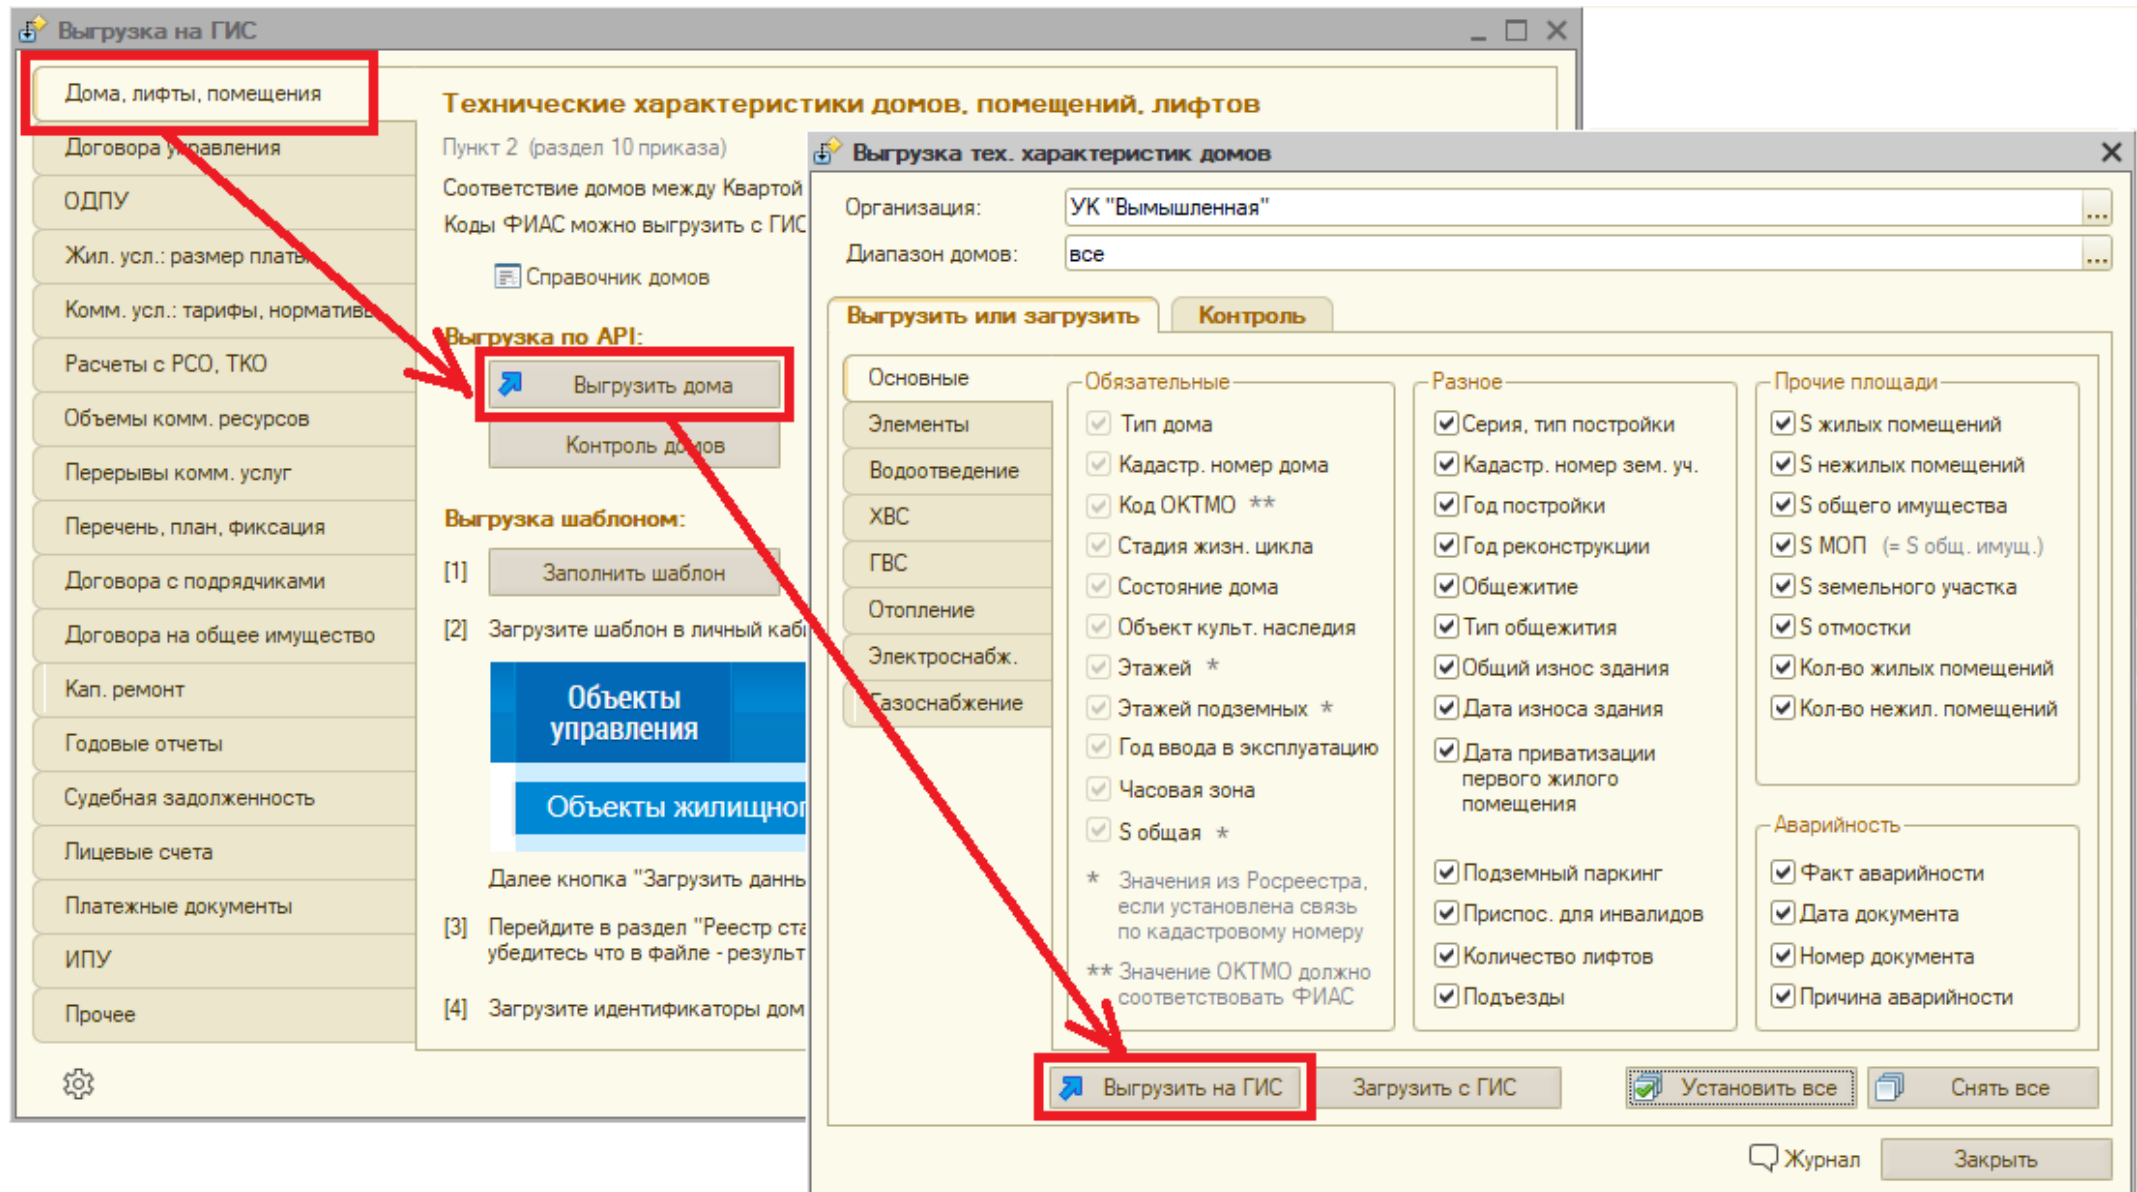 Выгрузка на ГИС
Дома, лифты, помещения
Договора управления
ОДПУ
Жил. усл.: размер платы
Комм. усл.: тарифы, нормативы
Расчеты с РСО, ТКО
Объемы комм. ресурсов
Перерывы комм. услуг
Перечень, план, фиксация
Договора с подрядчиками
Договора на общее имущество
Кап. ремонт
Годовые отчеты
Судебная задолженность
Лицевые счета
Платежные документы
ИПУ
Прочее
Технические характеристики домов, помещений, лифтов
Пункт 2 (раздел 10 приказа)
Соответствие домов между Квартой
Коды ФИАС можно выгрузить с ГИС
Справочник домов
Выгрузка по API:
Выгрузить дома
Контроль домов
Выгрузка шаблоном:
[1] Заполнить шаблон
[2] Загрузите шаблон в личный каб
Объекты
управления
Объекты жилищног
Далее кнопка "Загрузить данны
[3] Перейдите в раздел "Реестр ста
убедитесь что в файле - результ
[4] Загрузите идентификаторы дом
Выгрузка тех. характеристик домов
Организация: УК "Вымышленная" ...
Диапазон домов: все ...
Выгрузить или загрузить
Контроль
Основные
Элементы
Водоотведение
ХВС
ГВС
Отопление
Электроснабж.
Газоснабжение
Обязательные
Тип дома
Кадастр. номер дома
Код ОКТМО **
Стадия жизн. цикла
Состояние дома
Объект культ. наследия
Этажей *
Этажей подземных *
Год ввода в эксплуатацию
Часовая зона
S общая *
* Значения из Росреестра,
если установлена связь
по кадастровому номеру
** Значение ОКТМО должно
соответствовать ФИАС
Разное
Серия, тип постройки
Кадастр. номер зем. уч.
Год постройки
Год реконструкции
Общежитие
Тип общежития
Общий износ здания
Дата износа здания
Дата приватизации
первого жилого
помещения
Подземный паркинг
Приспос. для инвалидов
Количество лифтов
Подъезды
Прочие площади
S жилых помещений
S нежилых помещений
S общего имущества
S МОП (= S общ. имущ.)
S земельного участка
S отмостки
Кол-во жилых помещений
Кол-во нежил. помещений
Аварийность
Факт аварийности
Дата документа
Номер документа
Причина аварийности
Выгрузить на ГИС
Загрузить с ГИС
Установить все
Снять все
Журнал
Закрыть